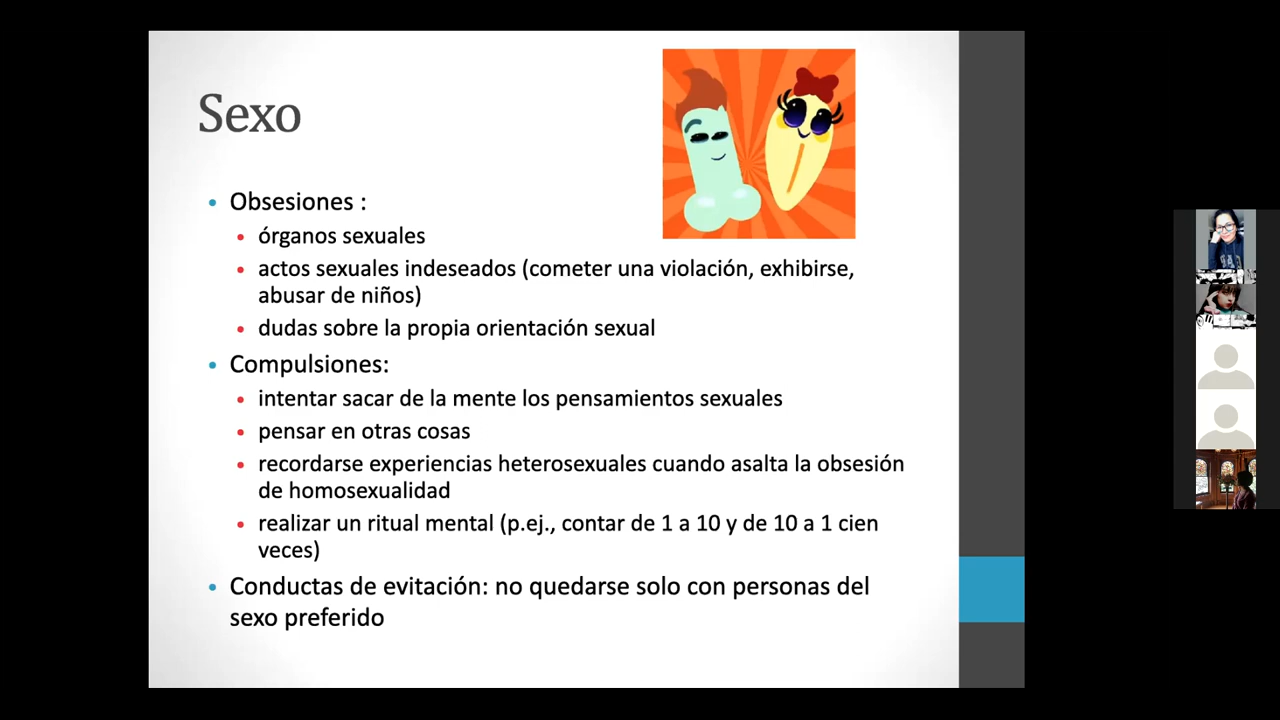 Sexo
• Obsesiones :
• órganos sexuales
• actos sexuales indeseados (cometer una violación, exhibirse,
abusar de niños)
• dudas sobre la propia orientación sexual
• Compulsiones:
• intentar sacar de la mente los pensamientos sexuales
• pensar en otras cosas
• recordarse experiencias heterosexuales cuando asalta la obsesión
de homosexualidad
• realizar un ritual mental (p.ej., contar de 1 a 10 y de 10 a 1 cien
veces)
• Conductas de evitación: no quedarse solo con personas del
sexo preferido